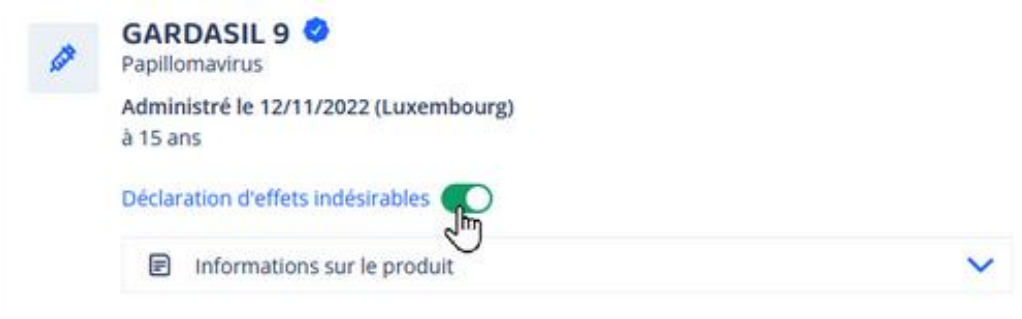 GARDASIL 9
Papillomavirus
Administré le 12/11/2022 (Luxembourg)
à 15 ans
Déclaration d'effets indésirables
Informations sur le produit